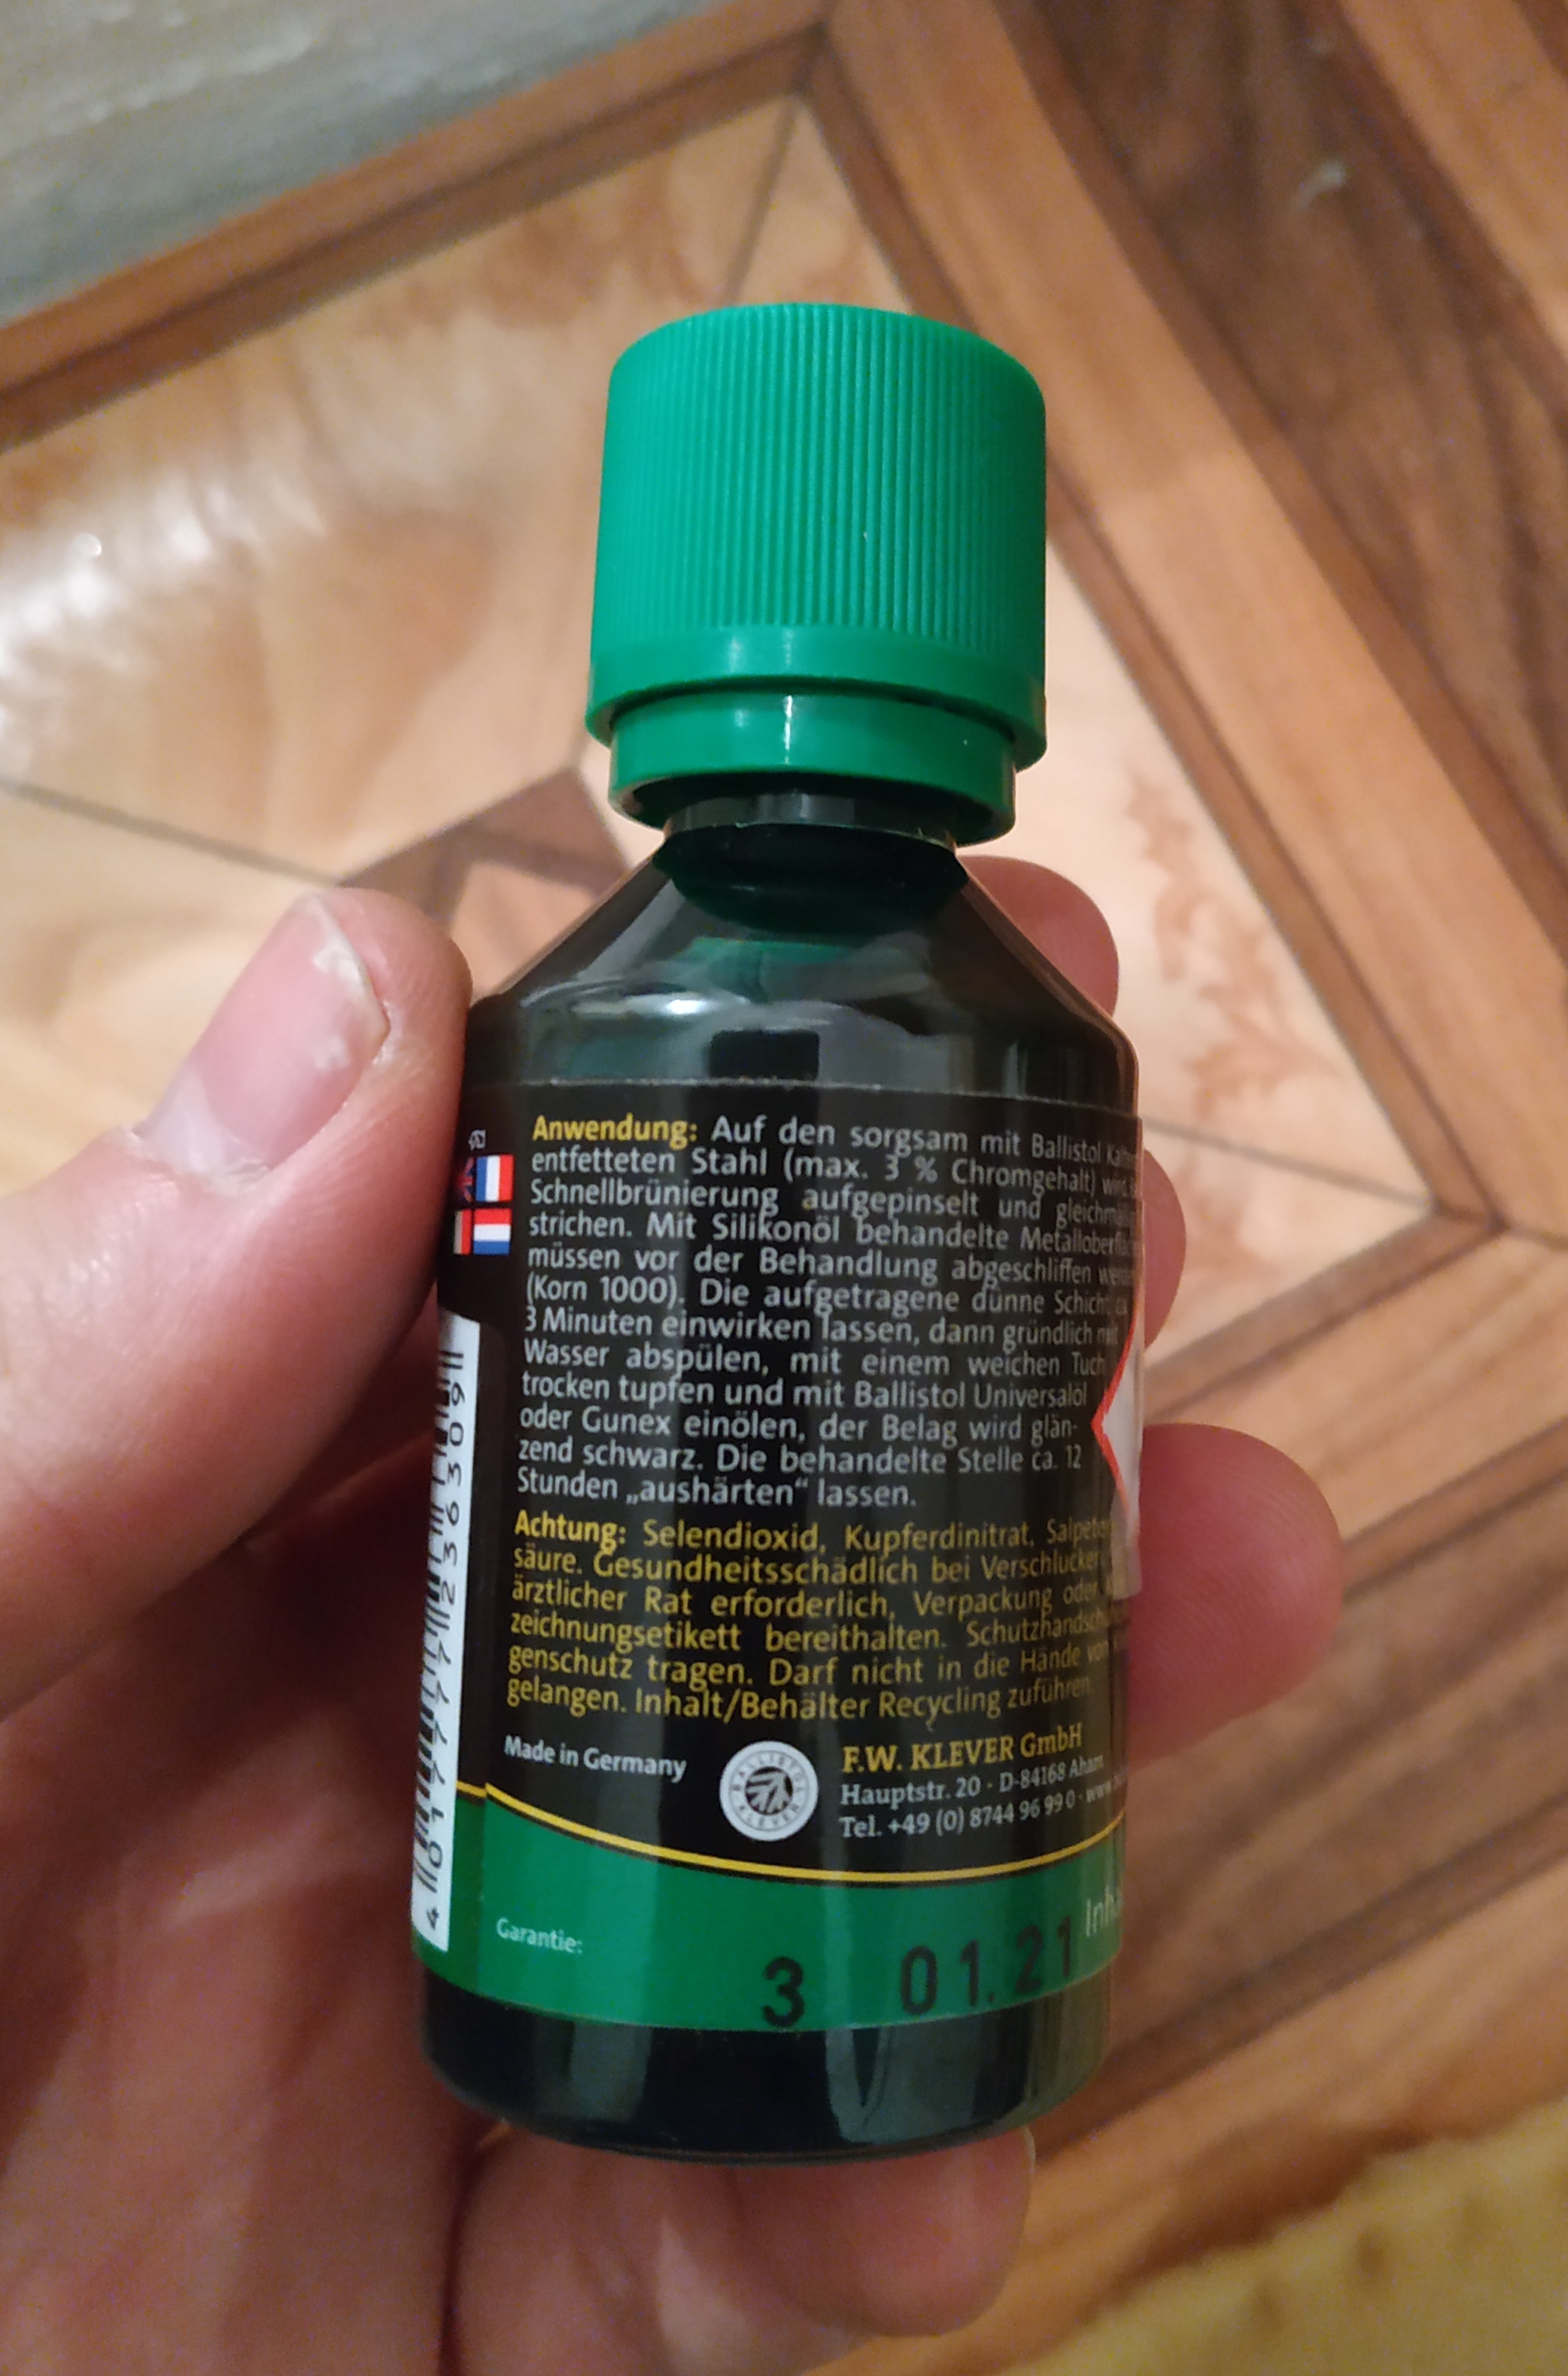 Anwendung: Auf den sorgsam mit Ballistol
entfetteten Stahl (max. 3 % Chromgehalt) wird
Schnellbrünierung aufgepinselt und
strichen. Mit Silikonöl behandelte
müssen vor der Behandlung abgeschliffen
(Korn 1000). Die aufgetragene dünne Schicht
3 Minuten einwirken lassen, dann gründlich mit
Wasser abspülen, mit einem weichen Tuch
trocken tupfen und mit Ballistol Universalöl
oder Gunex einölen, der Belag wird glän-
zend schwarz. Die behandelte Stelle ca. 12
Stunden „aushärten“ lassen.
Achtung: Selendioxid, Kupferdinitrat,
säure. Gesundheitsschädlich bei
ärztlicher Rat erforderlich, Verpackung oder
zeichnungsetikett bereithalten.
genschutz tragen. Darf nicht in die Hände von
gelangen. Inhalt/Behälter Recycling zuführen.
Made in Germany
BALLISTOL KLEVER
F.W. KLEVER GmbH
Hauptstr. 20 · D-84168 Aham
Tel. +49 (0) 8744 96 99 0 ·
Garantie:
3 01.21
4 017777 236309